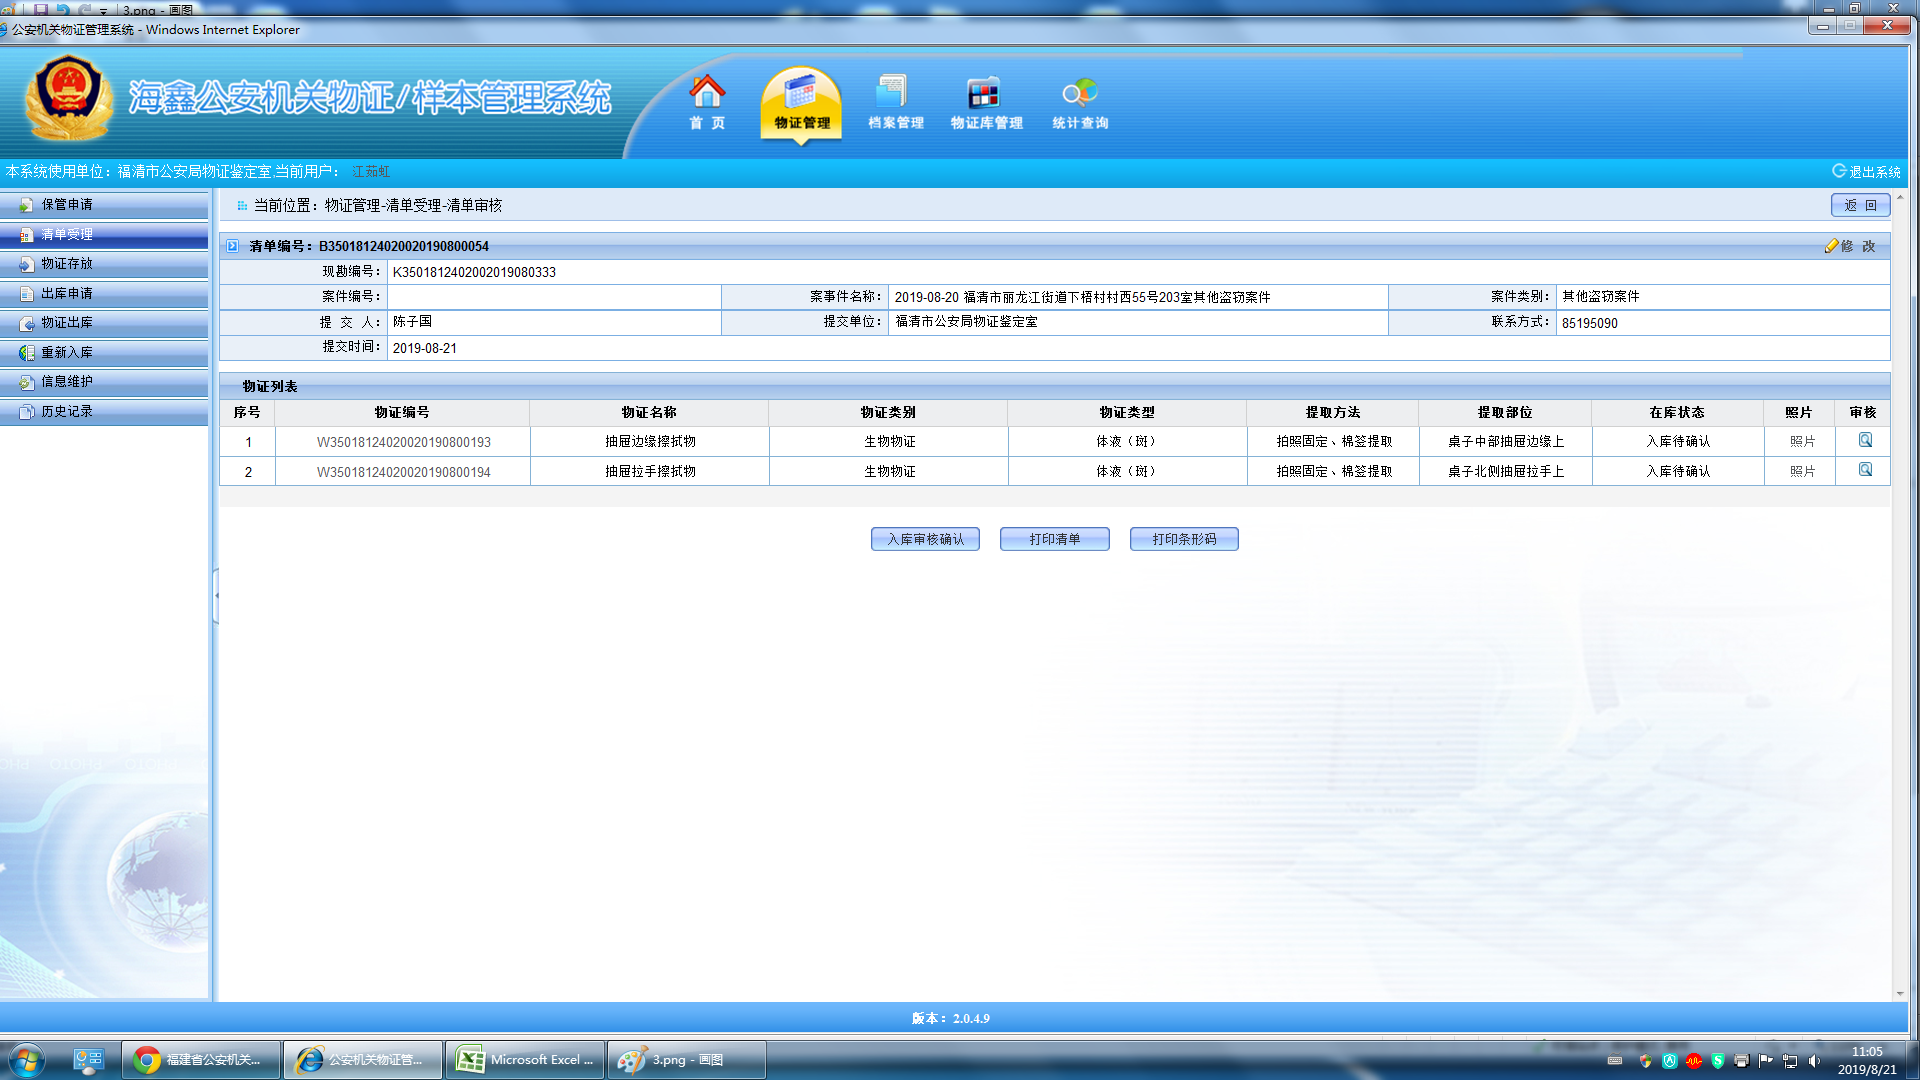 3.png - 画图
公安机关物证管理系统 - Windows Internet Explorer
海鑫公安机关物证/样本管理系统
首 页 物证管理 档案管理 物证库管理 统计查询
本系统使用单位：福清市公安局物证鉴定室,当前用户： 江茹虹 退出系统
保管申请
清单受理
物证存放
出库申请
物证出库
重新入库
信息维护
历史记录
当前位置：物证管理-清单受理-清单审核 返 回
清单编号：B35018124020020190800054 修 改
现勘编号： K3501812402002019080333
案件编号： 案事件名称： 2019-08-20 福清市丽龙江街道下梧村村西55号203室其他盗窃案件 案件类别： 其他盗窃案件
提 交 人： 陈子国 提交单位： 福清市公安局物证鉴定室 联系方式： 85195090
提交时间： 2019-08-21
物证列表
序号 物证编号 物证名称 物证类别 物证类型 提取方法 提取部位 在库状态 照片 审核
1 W35018124020020190800193 抽屉边缘擦拭物 生物物证 体液（斑） 拍照固定、棉签提取 桌子中部抽屉边缘上 入库待确认 照片
2 W35018124020020190800194 抽屉拉手擦拭物 生物物证 体液（斑） 拍照固定、棉签提取 桌子北侧抽屉拉手上 入库待确认 照片
入库审核确认 打印清单 打印条形码
版本：2.0.4.9
福建省公安机关... 公安机关物证管... Microsoft Excel ... 3.png - 画图
11:05
2019/8/21